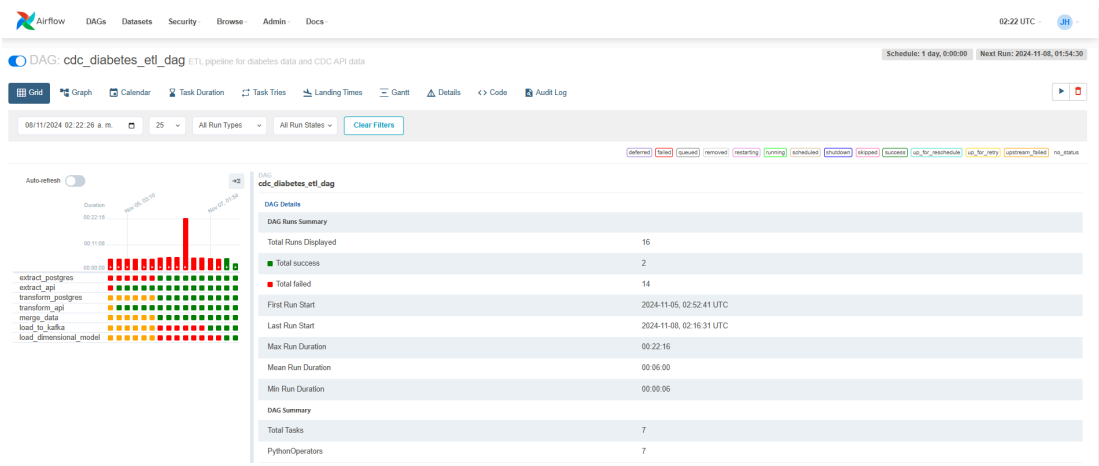 Airflow DAGs Datasets Security Browse Admin Docs 02:22 UTC JH
DAG: cdc_diabetes_etl_dag ETL pipeline for diabetes data and CDC API data Schedule: 1 day, 0:00:00 Next Run: 2024-11-08, 01:54:30
Grid Graph Calendar Task Duration Task Tries Landing Times Gantt Details Code Audit Log
08/11/2024 02:22:26 a. m. 25 All Run Types All Run States Clear Filters
deferred failed queued removed restarting running scheduled shutdown skipped success up_for_reschedule up_for_retry upstream_failed no_status
Auto-refresh
Duration
Nov 05, 03:10
Nov 07, 01:54
00:22:16
00:11:08
00:00:00
extract_postgres
extract_api
transform_postgres
transform_api
merge_data
load_to_kafka
load_dimensional_model
DAG
cdc_diabetes_etl_dag
DAG Details
DAG Runs Summary
Total Runs Displayed 16
Total success 2
Total failed 14
First Run Start 2024-11-05, 02:52:41 UTC
Last Run Start 2024-11-08, 02:16:31 UTC
Max Run Duration 00:22:16
Mean Run Duration 00:06:00
Min Run Duration 00:00:06
DAG Summary
Total Tasks 7
PythonOperators 7